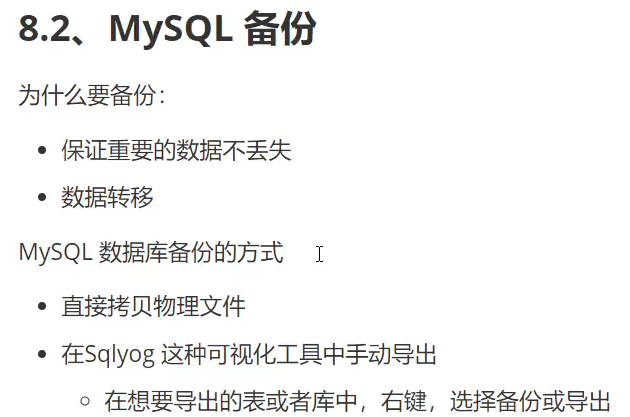 8.2、MySQL 备份
为什么要备份：
保证重要的数据不丢失
数据转移
MySQL 数据库备份的方式
直接拷贝物理文件
在Sqlyog 这种可视化工具中手动导出
在想要导出的表或者库中，右键，选择备份或导出